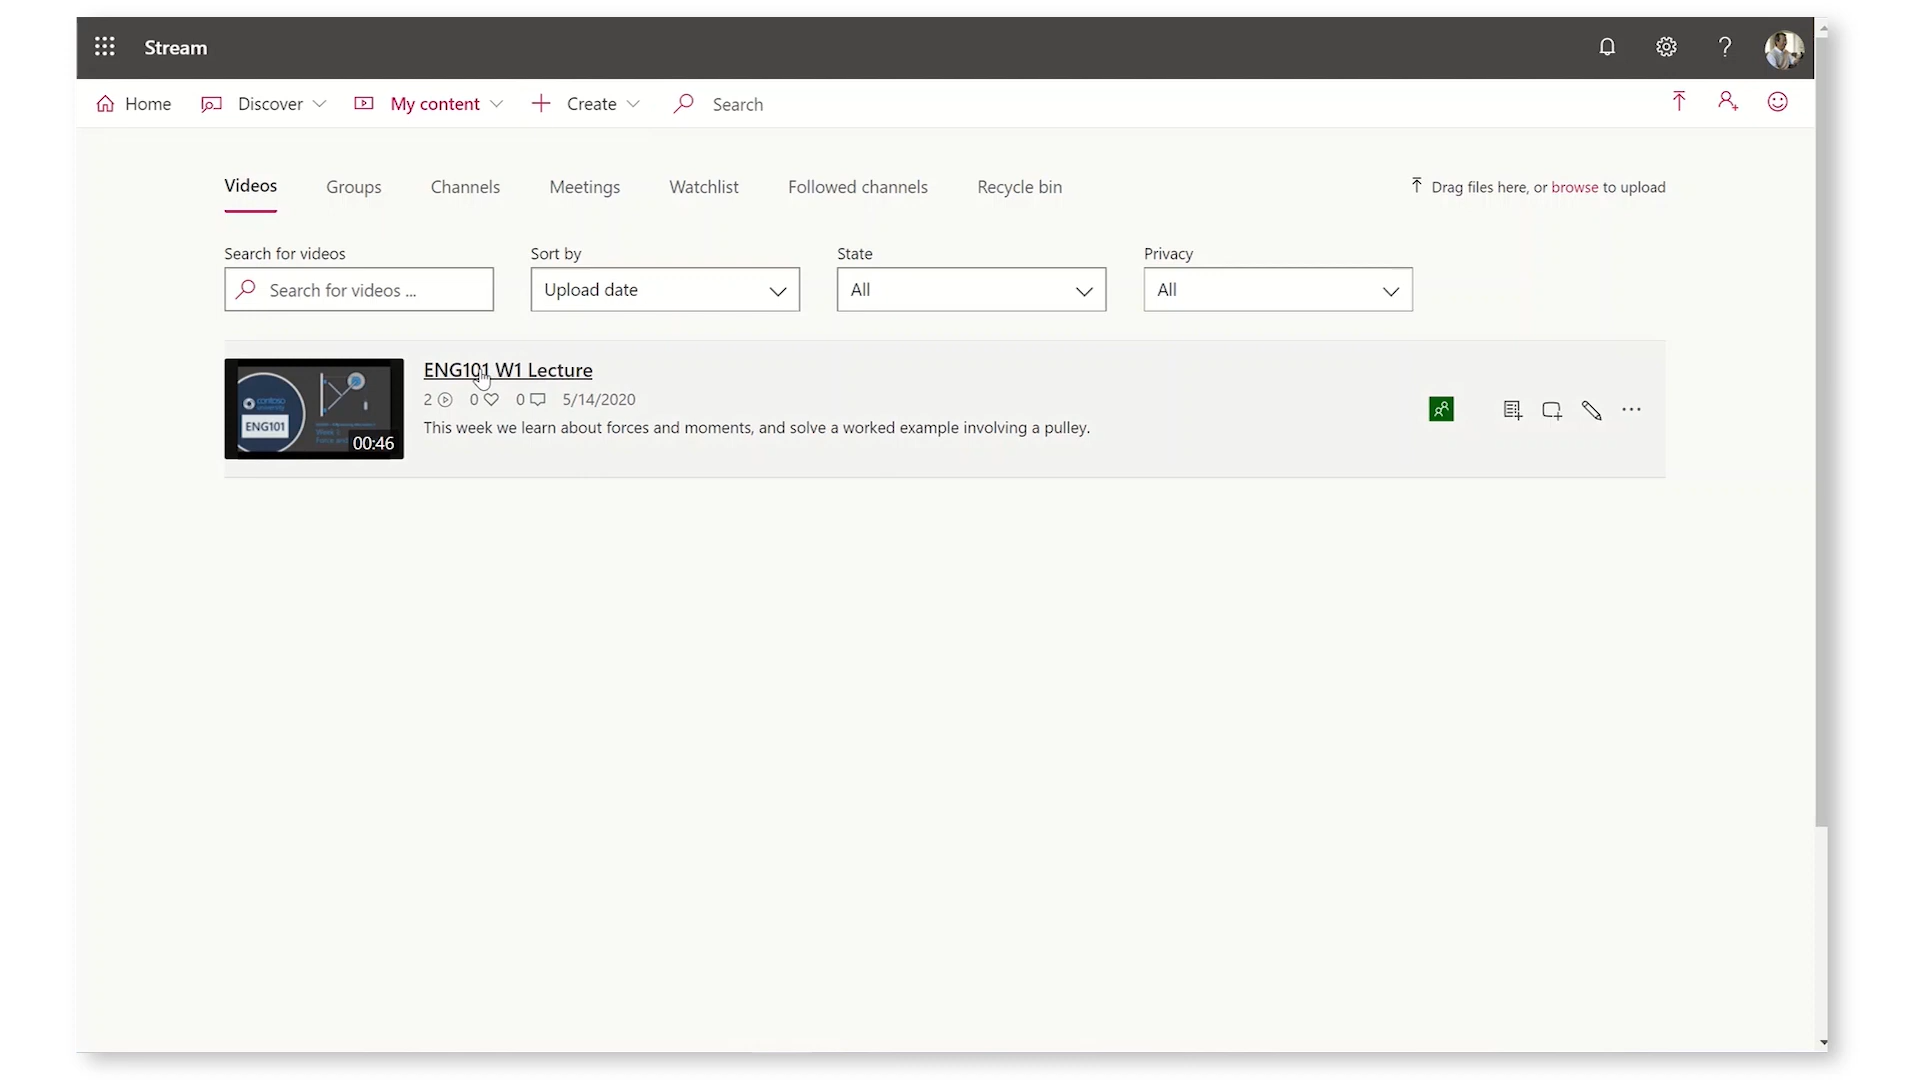 Stream
Home Discover My content Create Search
Videos Groups Channels Meetings Watchlist Followed channels Recycle bin Drag files here, or browse to upload
Search for videos Sort by State Privacy
Search for videos ... Upload date All All
ENG101 W1 Lecture
2 0 0 5/14/2020
This week we learn about forces and moments, and solve a worked example involving a pulley.
contoso
university
ENG101
00:46